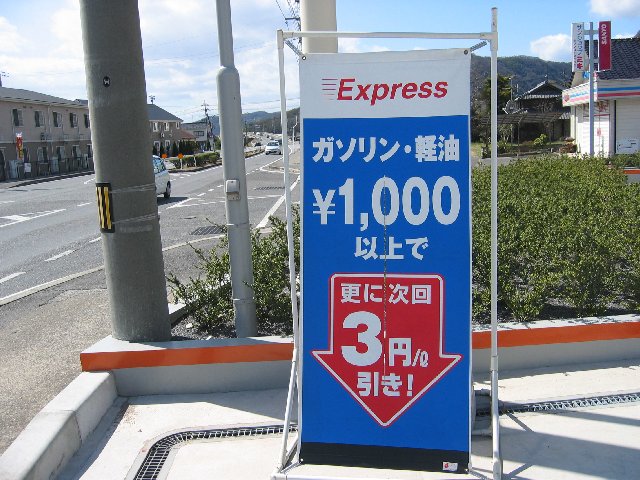 Express
ガソリン・軽油
¥1,000
以上で
更に次回
3円/ℓ
引き!
SANYO